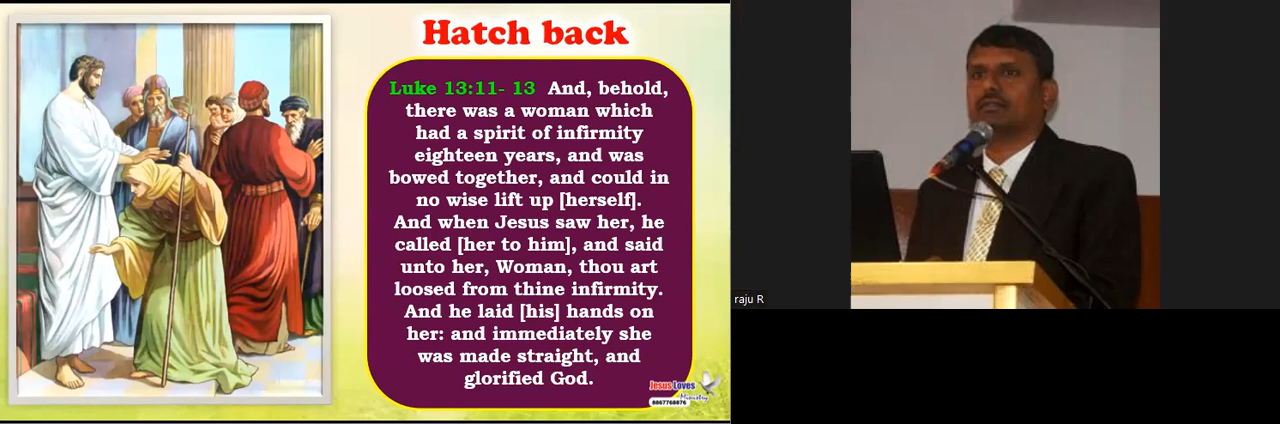 Hatch back
Luke 13:11- 13 And, behold,
there was a woman which
had a spirit of infirmity
eighteen years, and was
bowed together, and could in
no wise lift up [herself].
And when Jesus saw her, he
called [her to him], and said
unto her, Woman, thou art
loosed from thine infirmity.
And he laid [his] hands on
her: and immediately she
was made straight, and
glorified God.
Jesus Loves
Ministry
8867768876
raju R